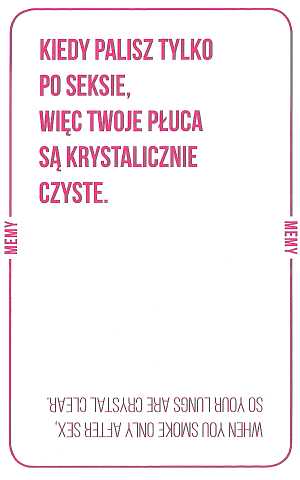 KIEDY PALISZ TYLKO
PO SEKSIE,
WIĘC TWOJE PŁUCA
SĄ KRYSTALICZNIE
CZYSTE.
MEMY
MEMY
WHEN YOU SMOKE ONLY AFTER SEX,
SO YOUR LUNGS ARE CRYSTAL CLEAR.